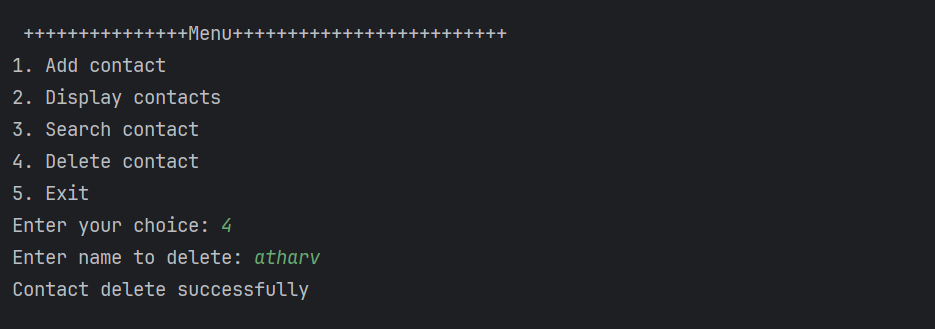 +++++++++++++++Menu+++++++++++++++++++++++++
1. Add contact
2. Display contacts
3. Search contact
4. Delete contact
5. Exit
Enter your choice: 4
Enter name to delete: atharv
Contact delete successfully